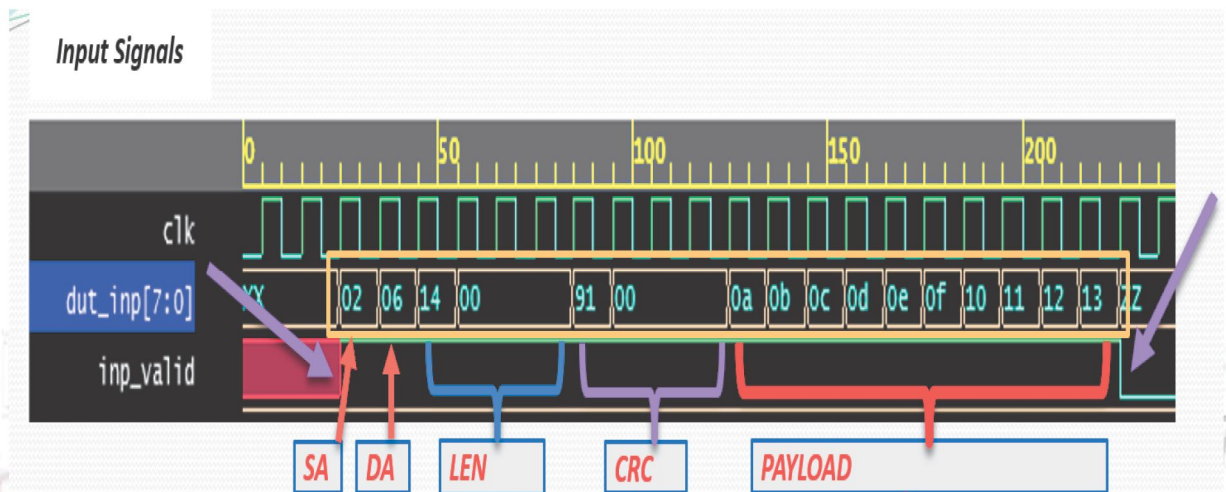 Input Signals
0 50 100 150 200
clk
dut_inp[7:0] XX 02 06 14 00 91 00 0a 0b 0c 0d 0e 0f 10 11 12 13 ZZ
inp_valid
SA DA LEN CRC PAYLOAD